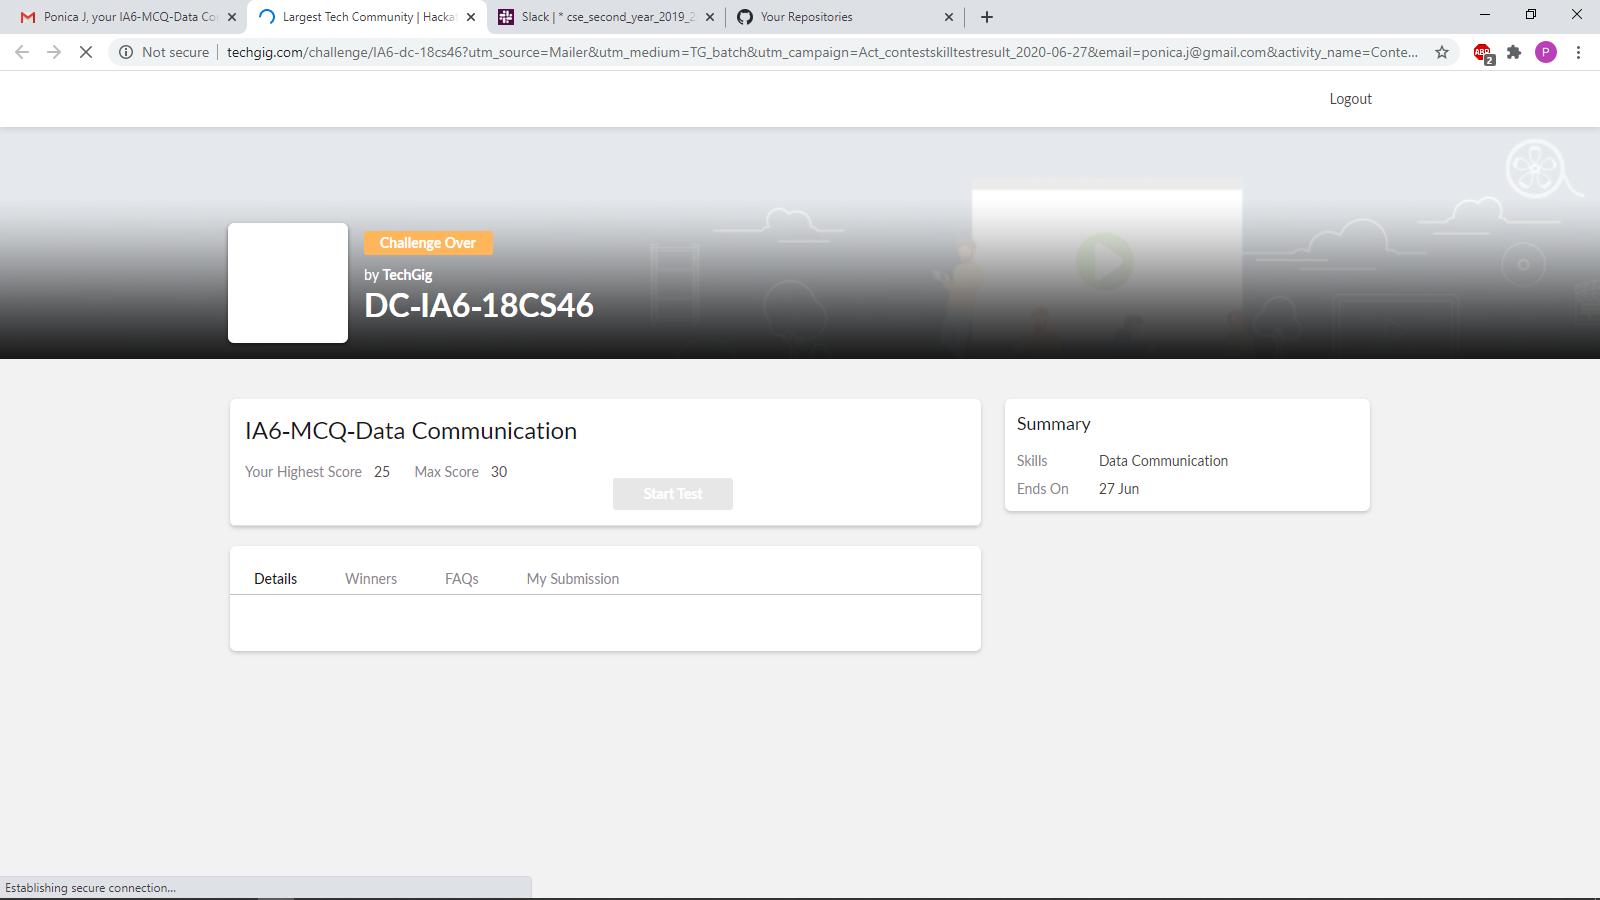 Ponica J, your IA6-MCQ-Data Co
Largest Tech Community | Hacka
Slack | * cse_second_year_2019_2
Your Repositories
Not secure
techgig.com/challenge/IA6-dc-18cs46?utm_source=Mailer&utm_medium=TG_batch&utm_campaign=Act_contestskilltestresult_2020-06-27&email=ponica.j@gmail.com&activity_name=Conte...
ABP
2
P
Logout
Challenge Over
by TechGig
DC-IA6-18CS46
IA6-MCQ-Data Communication
Your Highest Score 25 Max Score 30
Start Test
Summary
Skills Data Communication
Ends On 27 Jun
Details Winners FAQs My Submission
Establishing secure connection...